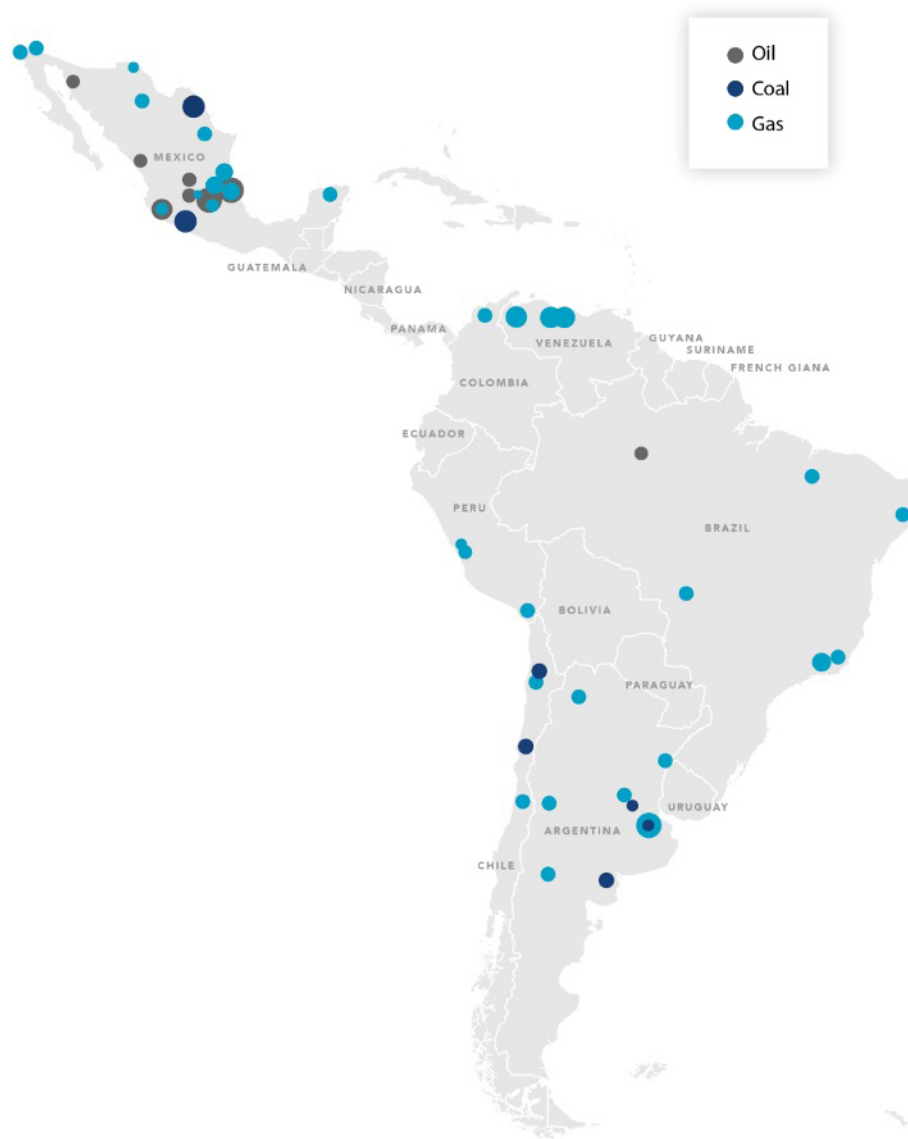 Oil
Coal
Gas
MEXICO
GUATEMALA
NICARAGUA
PANAMA
VENEZUELA
GUYANA
SURINAME
FRENCH GIANA
COLOMBIA
ECUADOR
PERU
BRAZIL
BOLIVIA
PARAGUAY
URUGUAY
ARGENTINA
CHILE